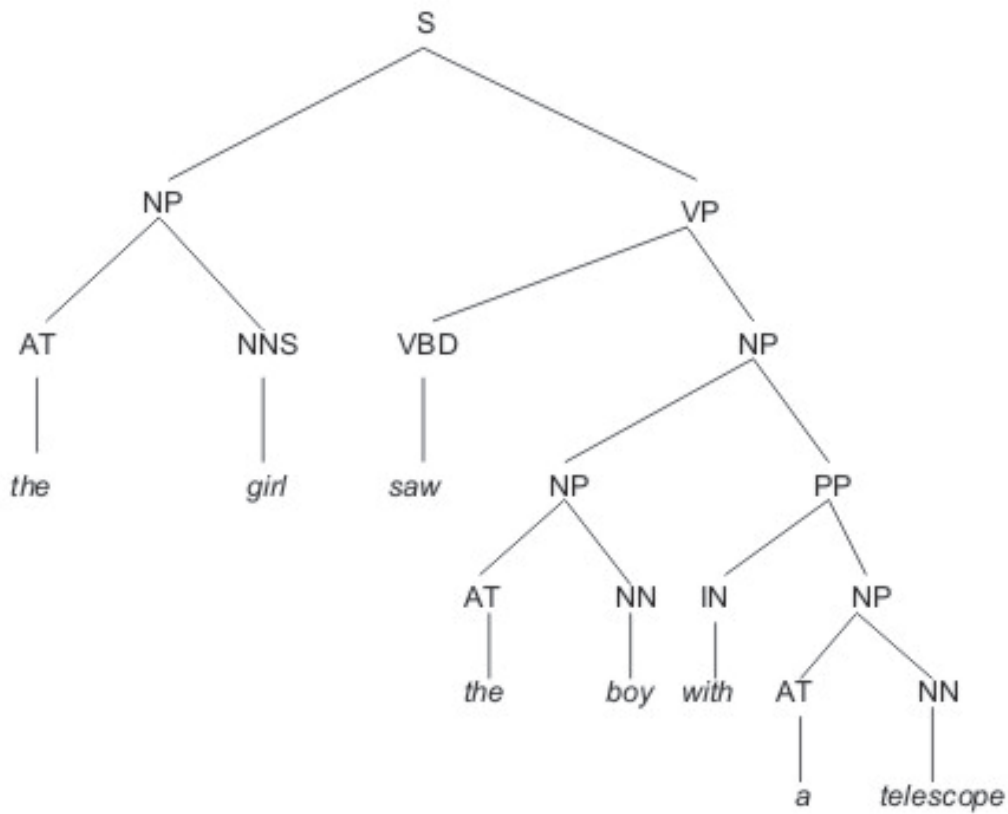 S
NP VP
AT NNS VBD NP
the girl saw NP PP
AT NN IN NP
the boy with AT NN
a telescope